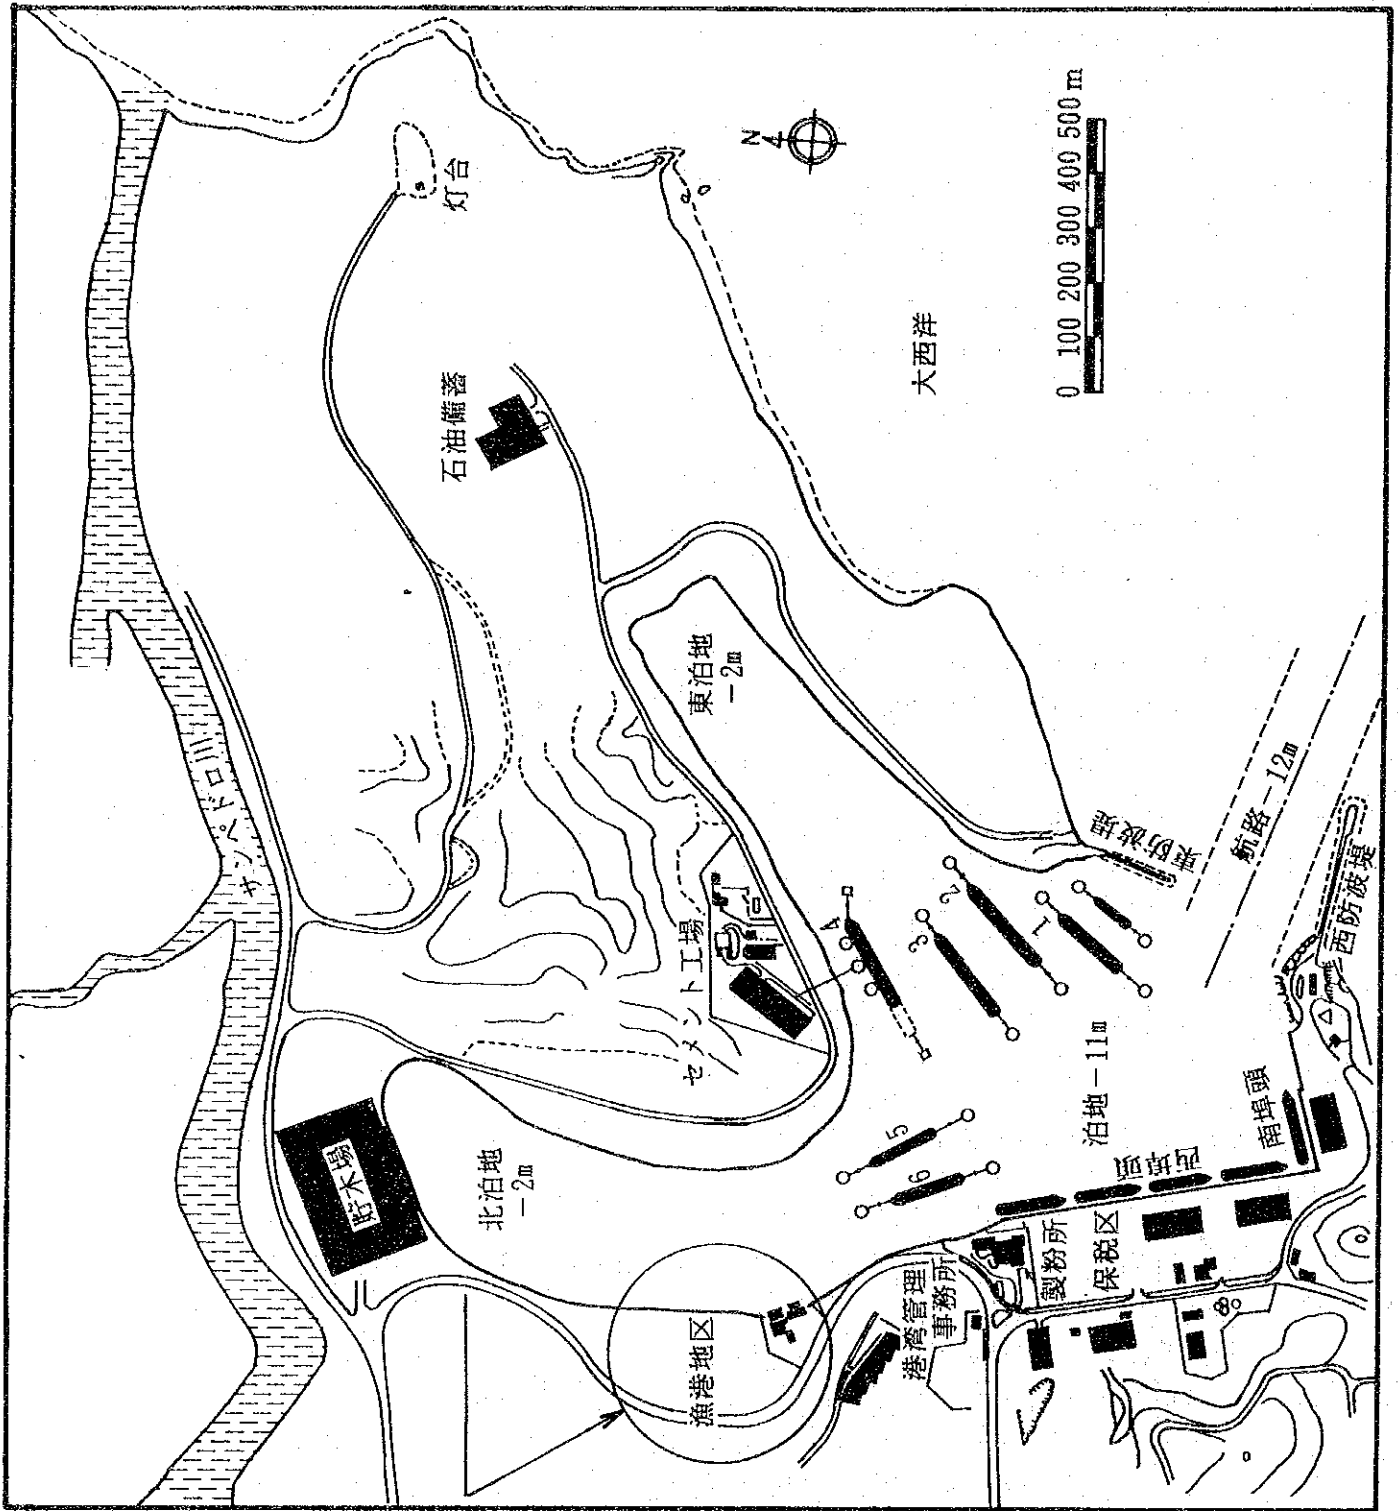 サンペドロ川
灯台
石油備蓄
N
大西洋
0 100 200 300 400 500 m
東泊地
-2m
セメント工場
貯木場
北泊地
-2m
漁港地区
港湾管理
事務所
製粉所
保税区
西埠頭
南埠頭
泊地-11m
1
2
3
4
5
6
東防波堤
西防波堤
航路-12m